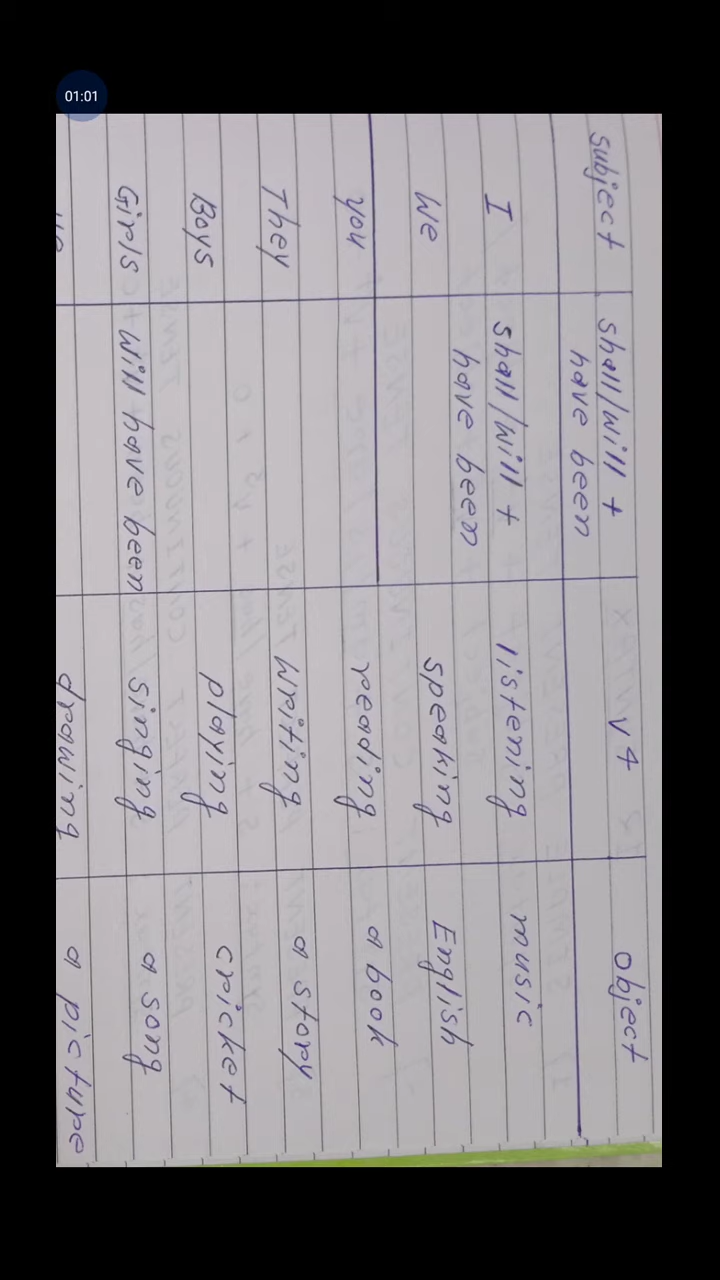 01:01
Subject shall/will + V4 object
have been
I shall/will + listening music
have been
We speaking English
you reading a book
They writing a story
Boys playing cricket
Girls will have been singing a song
drawing a picture